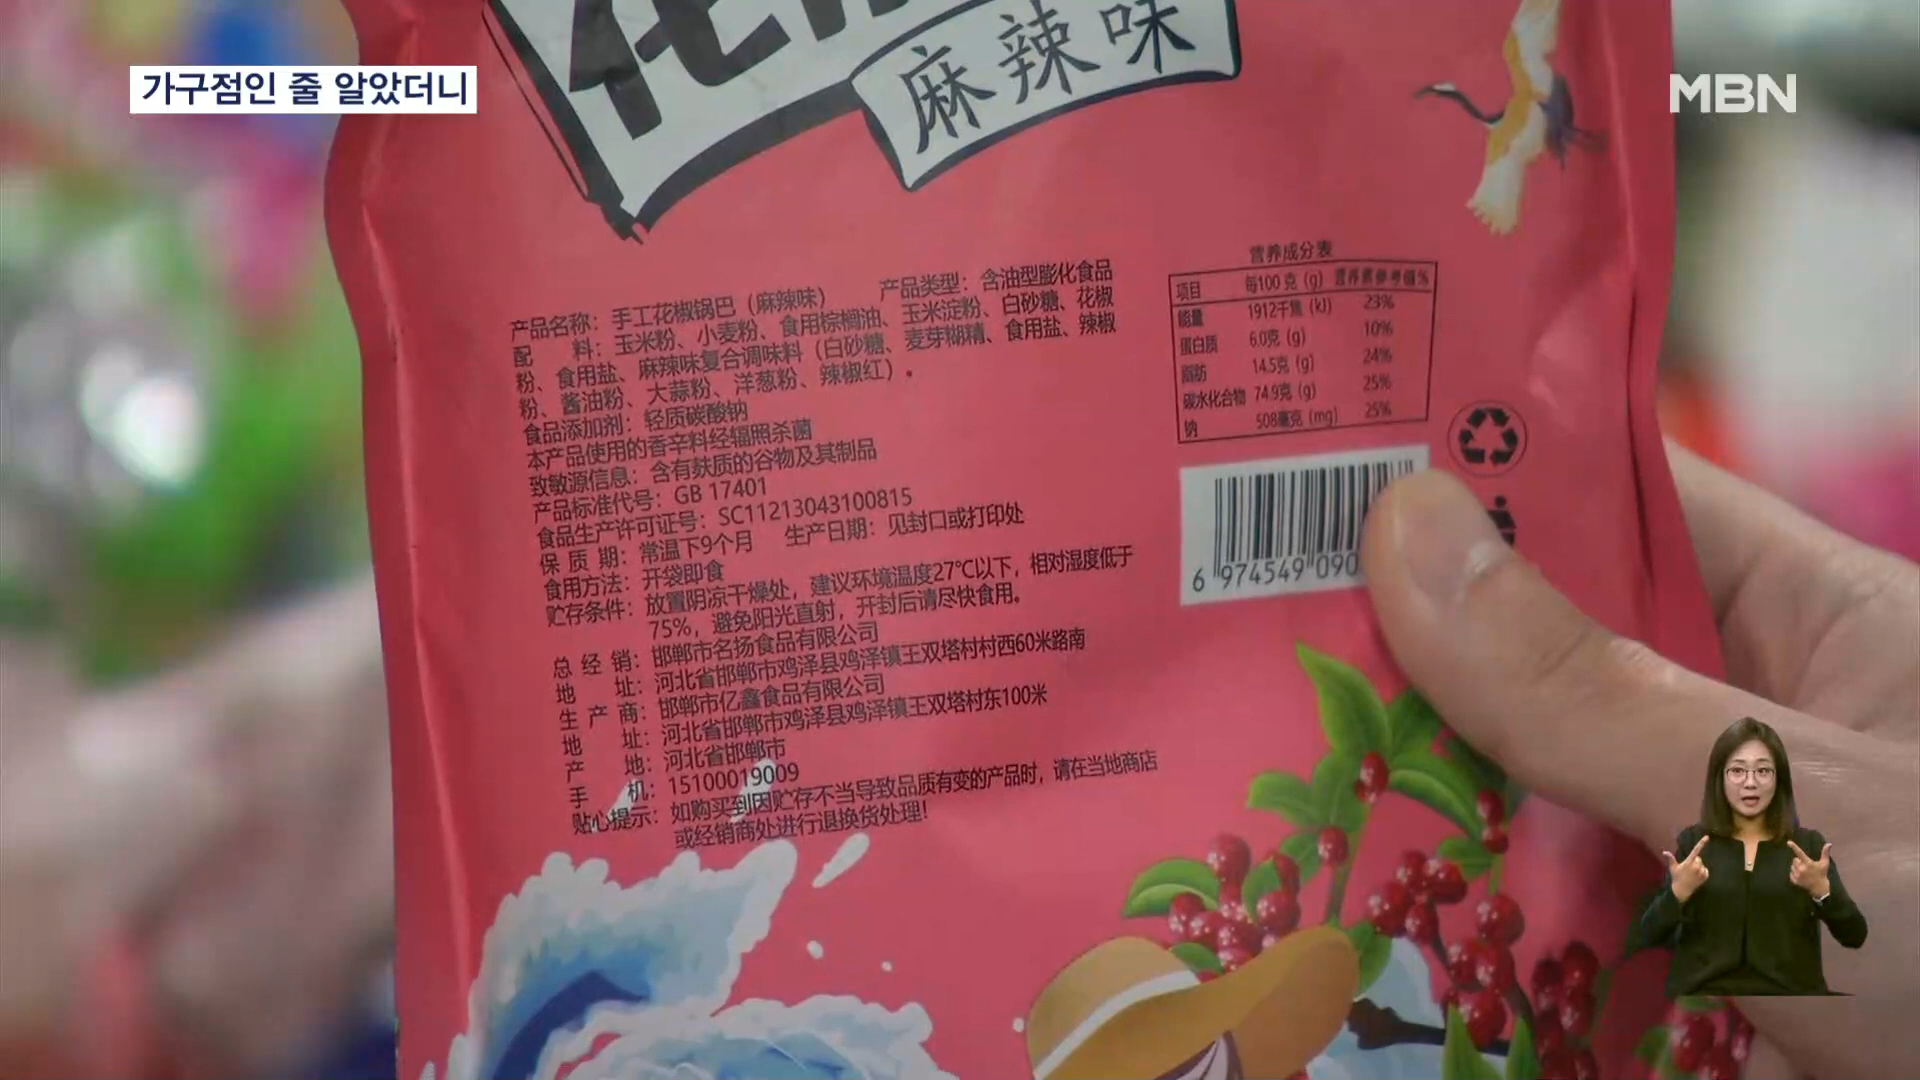 가구점인 줄 알았더니
MBN
麻辣味
产品名称：手工花椒锅巴（麻辣味） 产品类型：含油型膨化食品
配 料：玉米粉、小麦粉、食用棕榈油、玉米淀粉、白砂糖、花椒
粉、食用盐、麻辣味复合调味料（白砂糖、麦芽糊精、食用盐、辣椒
粉、酱油粉、大蒜粉、洋葱粉、辣椒红）。
食品添加剂：轻质碳酸钠
本产品使用的香辛料经辐照杀菌
致敏源信息：含有麸质的谷物及其制品
产品标准代号：GB 17401
食品生产许可证号：SC11213043100815
保 质 期：常温下9个月 生产日期：见封口或打印处
食用方法：开袋即食
贮存条件：放置阴凉干燥处，建议环境温度27℃以下，相对湿度低于
75%，避免阳光直射，开封后请尽快食用。
总 经 销：邯郸市名扬食品有限公司
地 址：河北省邯郸市鸡泽县鸡泽镇王双塔村村西60米路南
生 产 商：邯郸市亿鑫食品有限公司
地 址：河北省邯郸市鸡泽县鸡泽镇王双塔村东100米
产 地：河北省邯郸市
手 机：15100019009
贴心提示：如购买到因贮存不当导致品质有变的产品时，请在当地商店
或经销商处进行退换货处理！
营养成分表
项目 每100克（g） 营养素参考值%
能量 1912千焦（kJ） 23%
蛋白质 6.0克（g） 10%
脂肪 14.5克（g） 24%
碳水化合物 74.9克（g） 25%
钠 508毫克（mg） 25%
6 974549 090